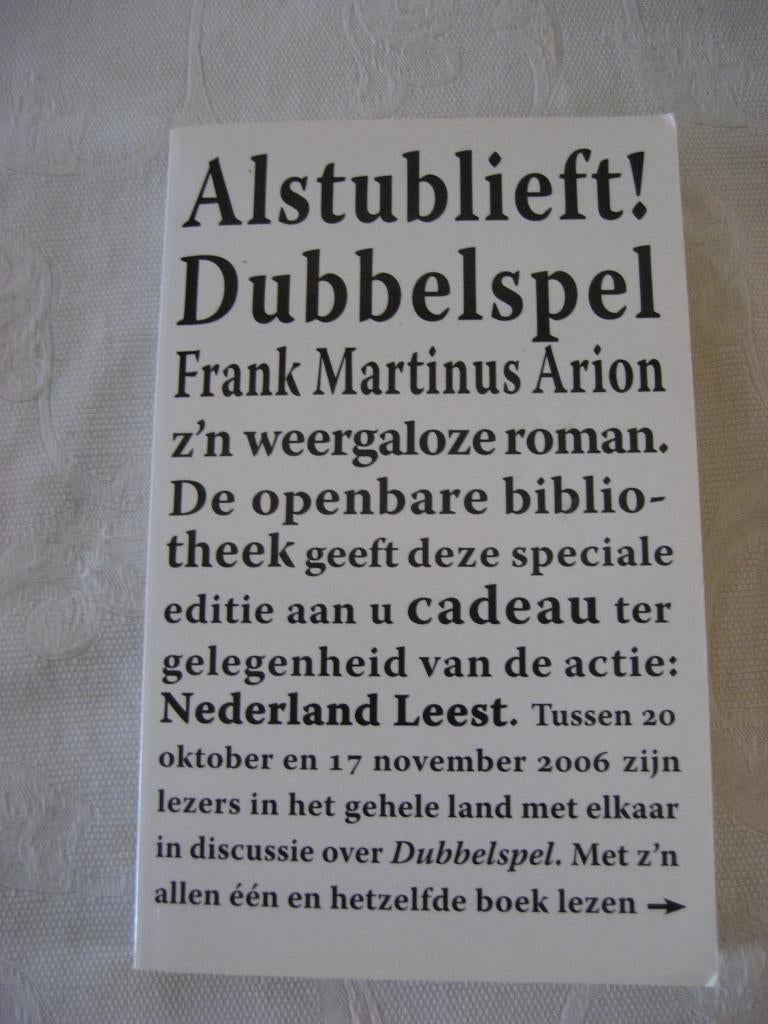 Alstublieft!
Dubbelspel
Frank Martinus Arion
z'n weergaloze roman.
De openbare biblio-
theek geeft deze speciale
editie aan u cadeau ter
gelegenheid van de actie:
Nederland Leest. Tussen 20
oktober en 17 november 2006 zijn
lezers in het gehele land met elkaar
in discussie over Dubbelspel. Met z'n
allen één en hetzelfde boek lezen →